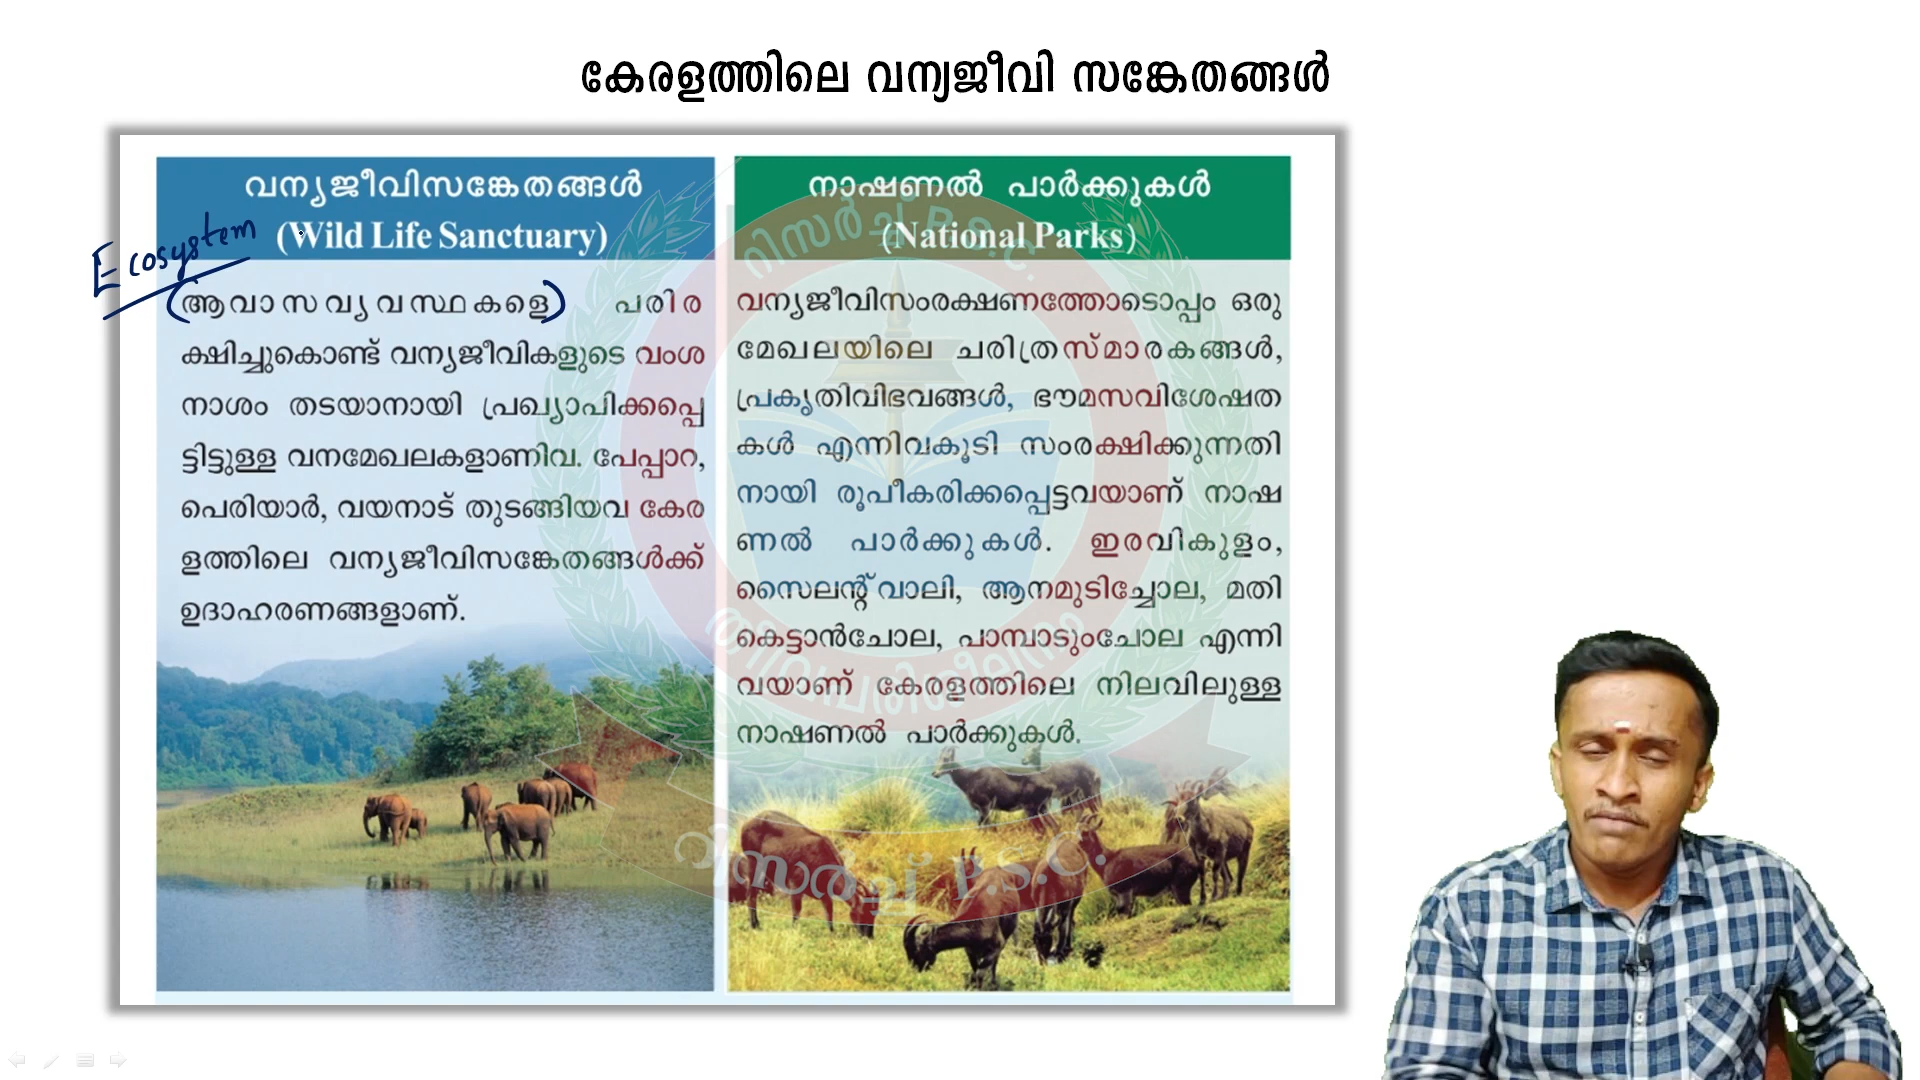 കേരളത്തിലെ വന്യജീവി സങ്കേതങ്ങൾ
വന്യജീവിസങ്കേതങ്ങൾ
(Wild Life Sanctuary)
Ecosystem
ആവാസവ്യവസ്ഥകളെ പരിര
ക്ഷിച്ചുകൊണ്ട് വന്യജീവികളുടെ വംശ
നാശം തടയാനായി പ്രഖ്യാപിക്കപ്പെ
ട്ടിട്ടുള്ള വനമേഖലകളാണിവ. പേപ്പാറ,
പെരിയാർ, വയനാട് തുടങ്ങിയവ കേര
ളത്തിലെ വന്യജീവിസങ്കേതങ്ങൾക്ക്
ഉദാഹരണങ്ങളാണ്.
നാഷണൽ പാർക്കുകൾ
(National Parks)
വന്യജീവിസംരക്ഷണത്തോടൊപ്പം ഒരു
മേഖലയിലെ ചരിത്രസ്മാരകങ്ങൾ,
പ്രകൃതിവിഭവങ്ങൾ, ഭൗമസവിശേഷത
കൾ എന്നിവകൂടി സംരക്ഷിക്കുന്നതി
നായി രൂപീകരിക്കപ്പെട്ടവയാണ് നാഷ
ണൽ പാർക്കുകൾ. ഇരവികുളം,
സൈലന്റ് വാലി, ആനമുടിച്ചോല, മതി
കെട്ടാൻചോല, പാമ്പാടുംചോല എന്നി
വയാണ് കേരളത്തിലെ നിലവിലുള്ള
നാഷണൽ പാർക്കുകൾ.
റിസർച്ച് P.S.C.
തീവ്രപരിശീലനം
റിസർച്ച് P.S.C.